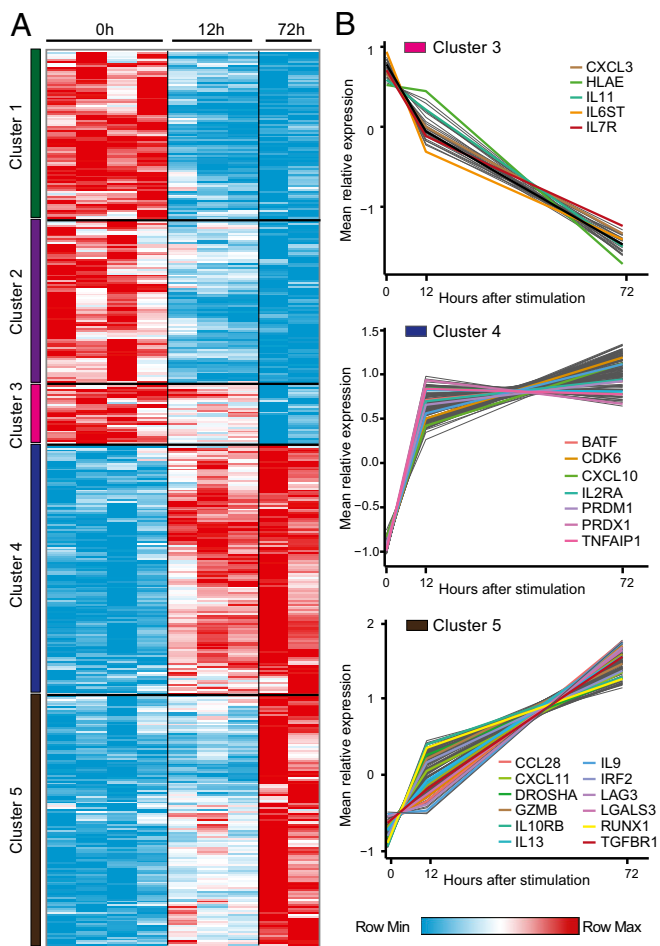 A
0h 12h 72h
Cluster 1
Cluster 2
Cluster 3
Cluster 4
Cluster 5
B
Cluster 3
Mean relative expression
1
0
−1
CXCL3
HLAE
IL11
IL6ST
IL7R
0 12 72
Hours after stimulation
Cluster 4
Mean relative expression
1.5
1.0
0.5
0.0
−0.5
−1.0
BATF
CDK6
CXCL10
IL2RA
PRDM1
PRDX1
TNFAIP1
0 12 72
Hours after stimulation
Cluster 5
Mean relative expression
2
1
0
−1
CCL28 IL9
CXCL11 IRF2
DROSHA LAG3
GZMB LGALS3
IL10RB RUNX1
IL13 TGFBR1
0 12 72
Hours after stimulation
Row Min Row Max